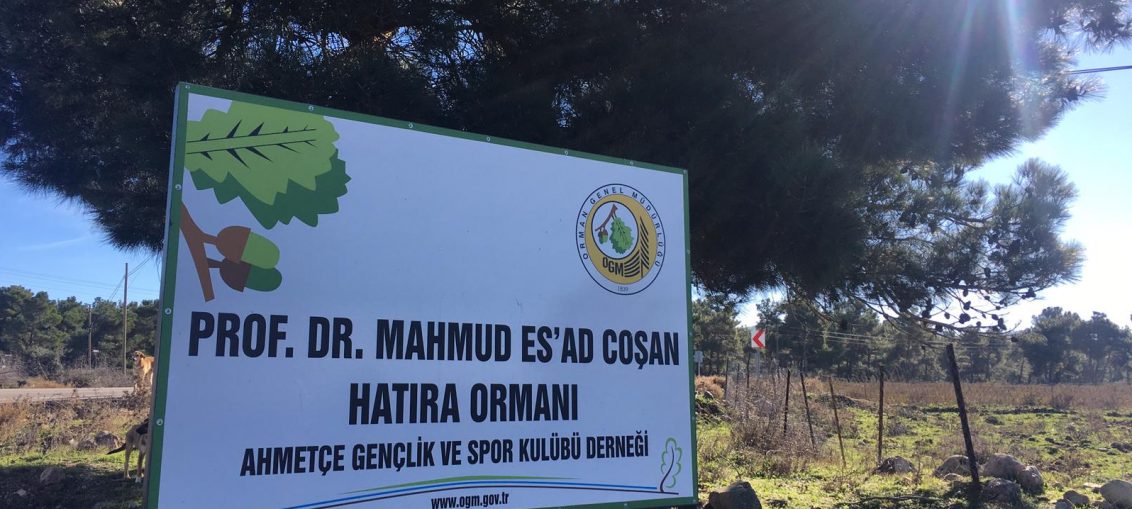 ORMAN GENEL MÜDÜRLÜĞÜ
OGM
1839
PROF. DR. MAHMUD ES'AD COŞAN
HATIRA ORMANI
AHMETÇE GENÇLİK VE SPOR KULÜBÜ DERNEĞİ
www.ogm.gov.tr